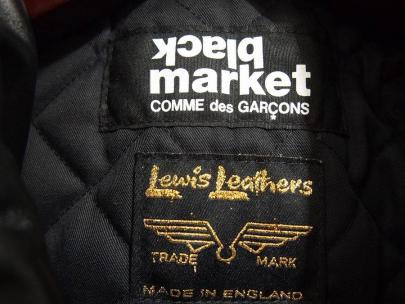 black
market
COMME des GARÇONS
Lewis Leathers
TRADE MARK
MADE IN ENGLAND